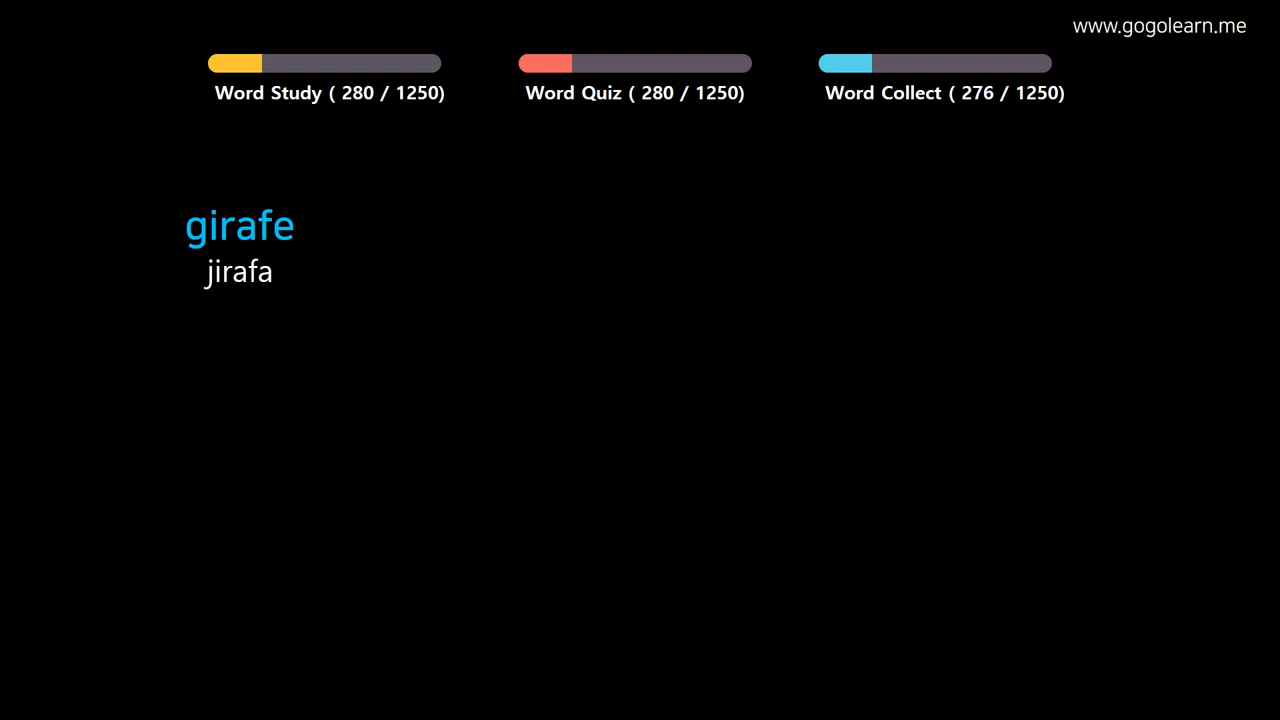 www.gogolearn.me
Word Study ( 280 / 1250)
Word Quiz ( 280 / 1250)
Word Collect ( 276 / 1250)
girafe
jirafa